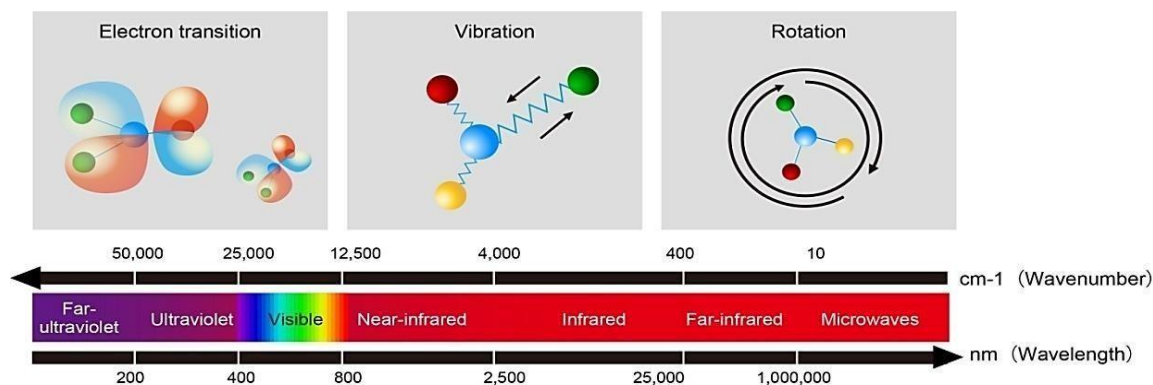 Electron transition
Vibration
Rotation
50,000 25,000 12,500 4,000 400 10
cm-1 (Wavenumber)
Far-
ultraviolet
Ultraviolet
Visible
Near-infrared
Infrared
Far-infrared
Microwaves
nm (Wavelength)
200 400 800 2,500 25,000 1,000,000